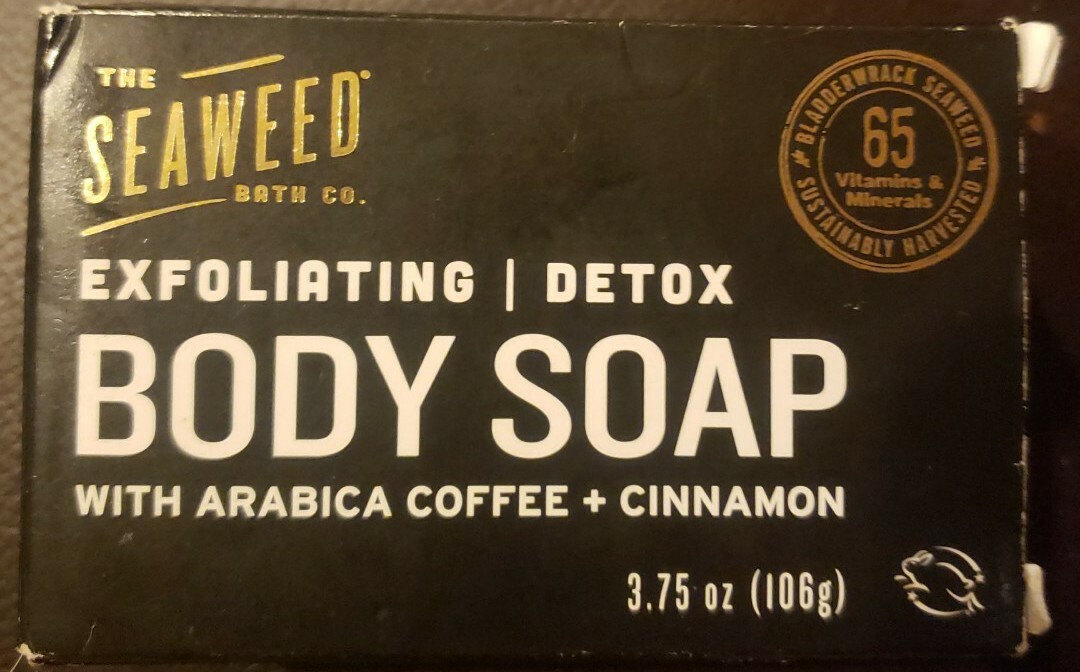 THE
SEAWEED®
BATH CO.
BLADDERWRACK SEAWEED
65
Vitamins &
Minerals
SUSTAINABLY HARVESTED
EXFOLIATING | DETOX
BODY SOAP
WITH ARABICA COFFEE + CINNAMON
3.75 oz (106g)